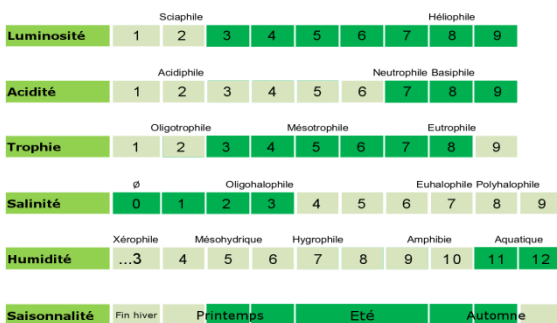 Sciaphile Héliophile
Luminosité 1 2 3 4 5 6 7 8 9
Acidiphile Neutrophile Basiphile
Acidité 1 2 3 4 5 6 7 8 9
Oligotrophile Mésotrophile Eutrophile
Trophie 1 2 3 4 5 6 7 8 9
Ø Oligohalophile Euhalophile Polyhalophile
Salinité 0 1 2 3 4 5 6 7 8 9
Xérophile Mésohydrique Hygrophile Amphibie Aquatique
Humidité ...3 4 5 6 7 8 9 10 11 12
Saisonnalité Fin hiver Printemps Eté Automne